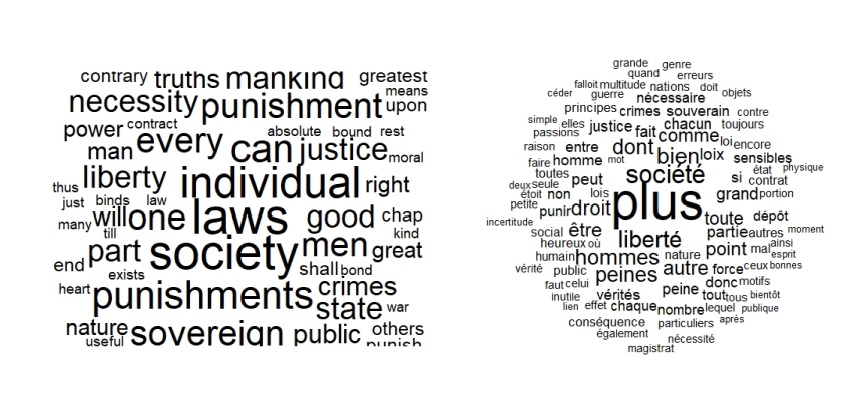 contrary truths mankind greatest
means
necessity punishment upon
power contract absolute bound rest
man every can justice moral
thus liberty individual right
just binds law
many will one laws good chap
till kind
part society men great
end exists shall bond
heart punishments crimes
state war
nature sovereign public others
useful punish
grande genre
quand erreurs
falloit multitude nations doit
céder guerre nécessaire objets
principes crimes souverain contre
simple elles justice fait chacun toujours
passions comme loi encore
raison entre dont bien loix
faire homme mot sensibles
toutes société état physique
deux seule peut si contrat
étoit non lois plus grand portion
petite punir droit
incertitude toute dépôt
social être partie autres moment
heureux où liberté ainsi
humain hommes nature point mal esprit
vérité public peines autre force ceux bonnes
faut celui peine donc motifs
inutile vérités tout tous bientôt
lien effet chaque nombre lequel publique
conséquence particuliers après
également nécessité
magistrat